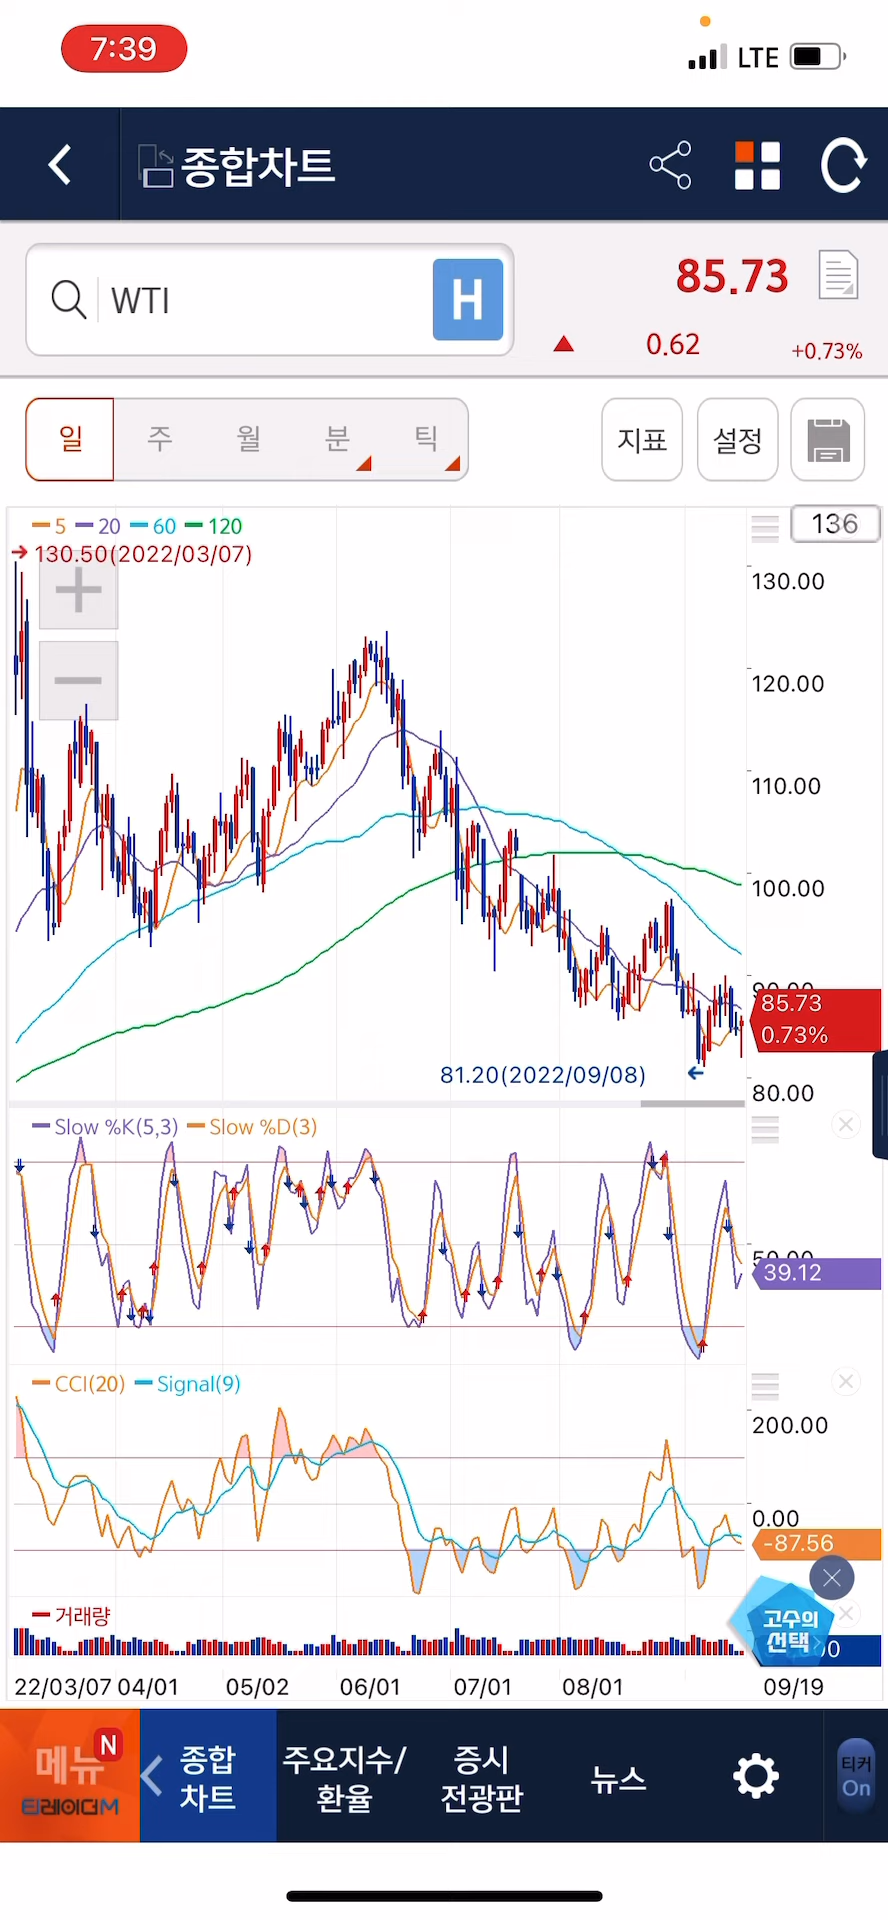 7:39
LTE
종합차트
WTI
H
85.73
0.62
+0.73%
일
주
월
분
틱
지표
설정
5 20 60 120
136
130.50(2022/03/07)
130.00
120.00
110.00
100.00
90.00
85.73
0.73%
81.20(2022/09/08)
80.00
Slow %K(5,3) Slow %D(3)
50.00
39.12
CCI(20) Signal(9)
200.00
0.00
-87.56
거래량
고수의
선택
22/03/07 04/01 05/02 06/01 07/01 08/01 09/19
메뉴
N
티레이더M
종합
차트
주요지수/
환율
증시
전광판
뉴스
티커
On